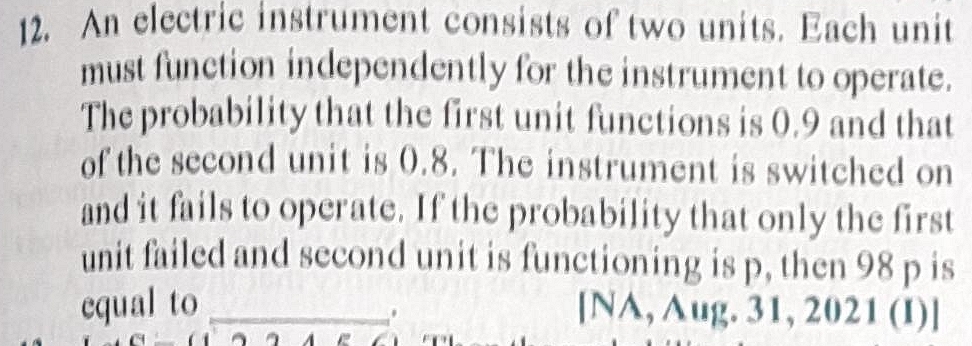 12. An electric instrument consists of two units. Each unit
must function independently for the instrument to operate.
The probability that the first unit functions is 0.9 and that
of the second unit is 0.8. The instrument is switched on
and it fails to operate. If the probability that only the first
unit failed and second unit is functioning is p, then 98 p is
equal to ____________. [NA, Aug. 31, 2021 (I)]